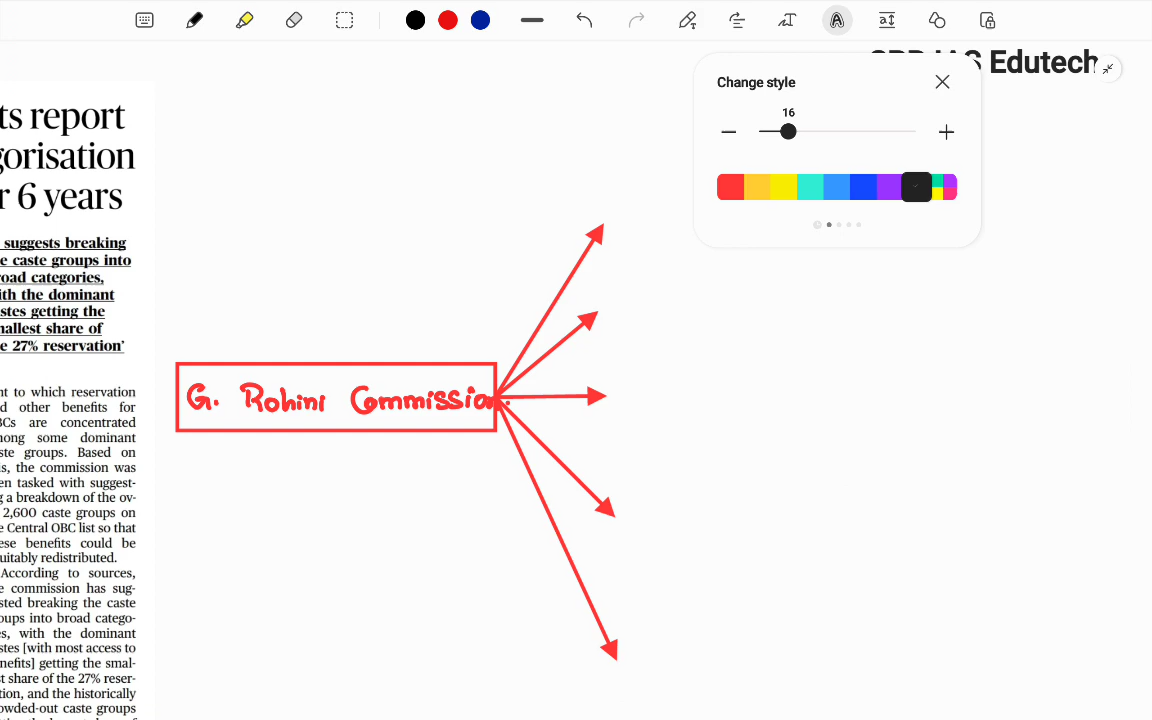 Edutech
Change style
16
ts report
gorisation
r 6 years
suggests breaking
e caste groups into
road categories,
ith the dominant
stes getting the
nallest share of
e 27% reservation'
G. Rohini Commission.
nt to which reservation
d other benefits for
BCs are concentrated
nong some dominant
ste groups. Based on
is, the commission was
en tasked with suggest-
g a breakdown of the ov-
2,600 caste groups on
e Central OBC list so that
ese benefits could be
uitably redistributed.
According to sources,
e commission has sug-
sted breaking the caste
oups into broad catego-
es, with the dominant
stes [with most access to
nefits] getting the smal-
st share of the 27% reser-
tion, and the historically
owded-out caste groups